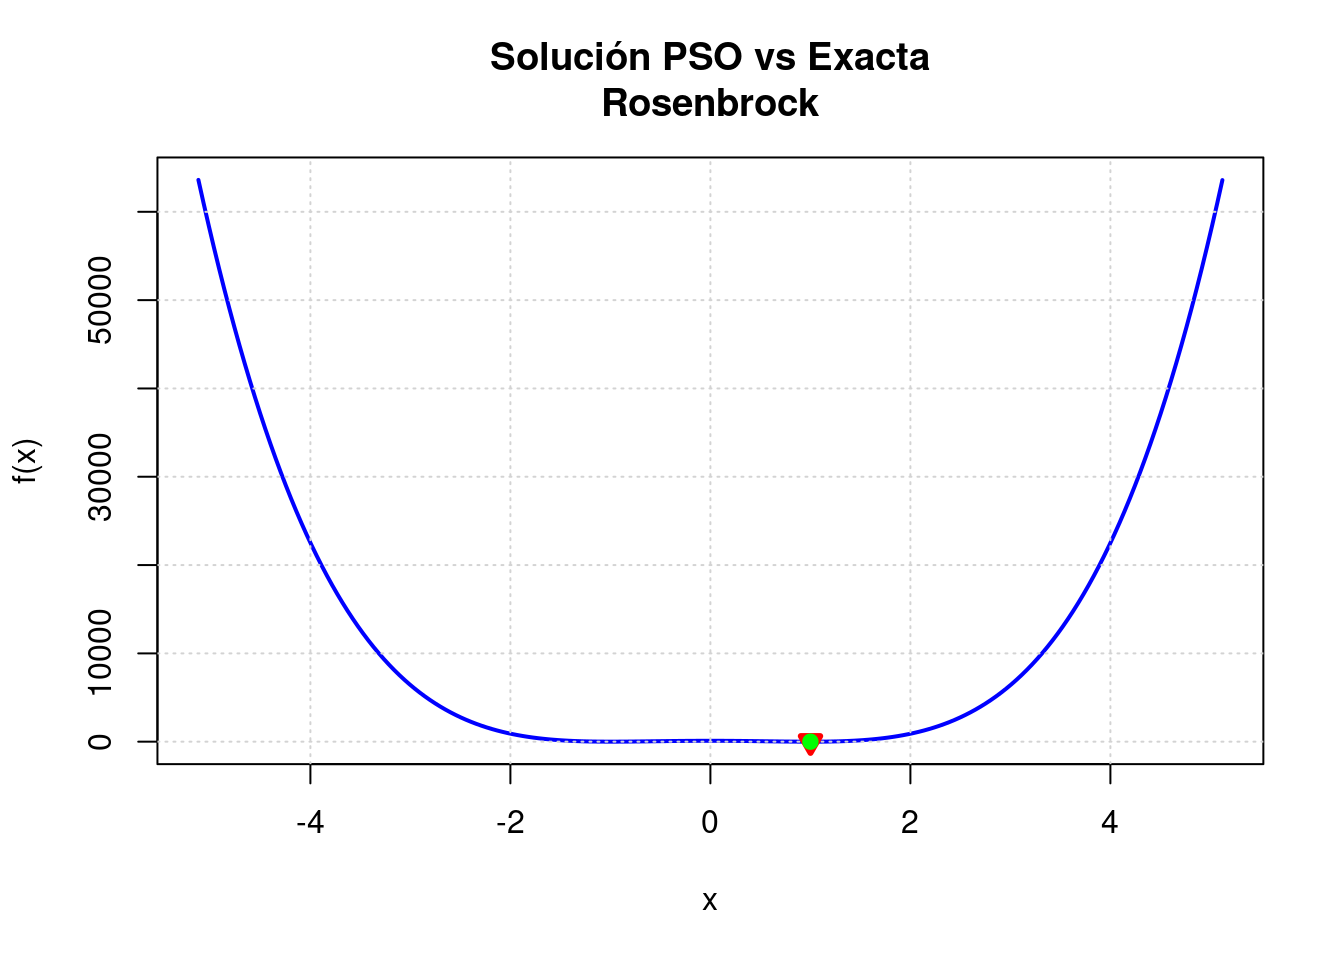 Solución PSO vs Exacta
Rosenbrock
f(x)
50000
30000
10000
0
-4 -2 0 2 4
x